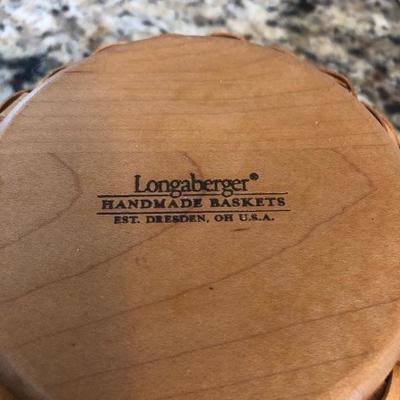 Longaberger®
HANDMADE BASKETS
EST. DRESDEN, OH U.S.A.